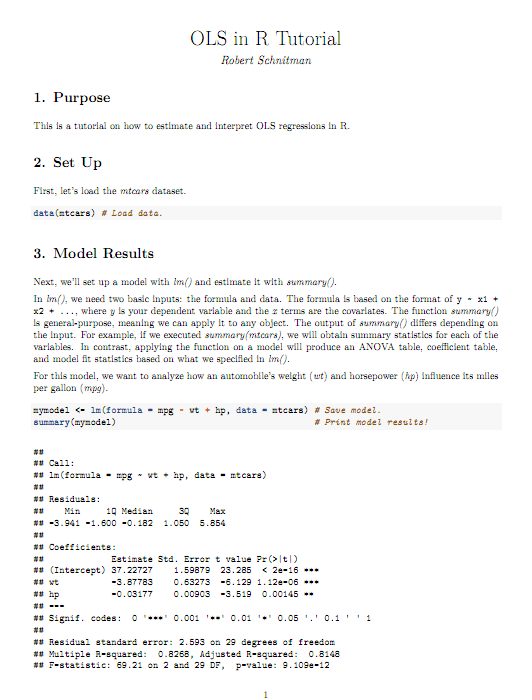 OLS in R Tutorial
Robert Schnitman
1. Purpose
This is a tutorial on how to estimate and interpret OLS regressions in R.
2. Set Up
First, let's load the mtcars dataset.
data(mtcars) # Load data.
3. Model Results
Next, we'll set up a model with lm() and estimate it with summary().
In lm(), we need two basic inputs: the formula and data. The formula is based on the format of y ~ x1 +
x2 + ..., where y is your dependent variable and the x terms are the covariates. The function summary()
is general-purpose, meaning we can apply it to any object. The output of summary() differs depending on
the input. For example, if we executed summary(mtcars), we will obtain summary statistics for each of the
variables. In contrast, applying the function on a model will produce an ANOVA table, coefficient table,
and model fit statistics based on what we specified in lm().
For this model, we want to analyze how an automobile's weight (wt) and horsepower (hp) influence its miles
per gallon (mpg).
mymodel <- lm(formula = mpg ~ wt + hp, data = mtcars) # Save model.
summary(mymodel) # Print model results!
##
## Call:
## lm(formula = mpg ~ wt + hp, data = mtcars)
##
## Residuals:
## Min 1Q Median 3Q Max
## -3.941 -1.600 -0.182 1.050 5.854
##
## Coefficients:
## Estimate Std. Error t value Pr(>|t|)
## (Intercept) 37.22727 1.59879 23.285 < 2e-16 ***
## wt -3.87783 0.63273 -6.129 1.12e-06 ***
## hp -0.03177 0.00903 -3.519 0.00145 **
## ---
## Signif. codes: 0 '***' 0.001 '**' 0.01 '*' 0.05 '.' 0.1 ' ' 1
##
## Residual standard error: 2.593 on 29 degrees of freedom
## Multiple R-squared: 0.8268, Adjusted R-squared: 0.8148
## F-statistic: 69.21 on 2 and 29 DF, p-value: 9.109e-12
1